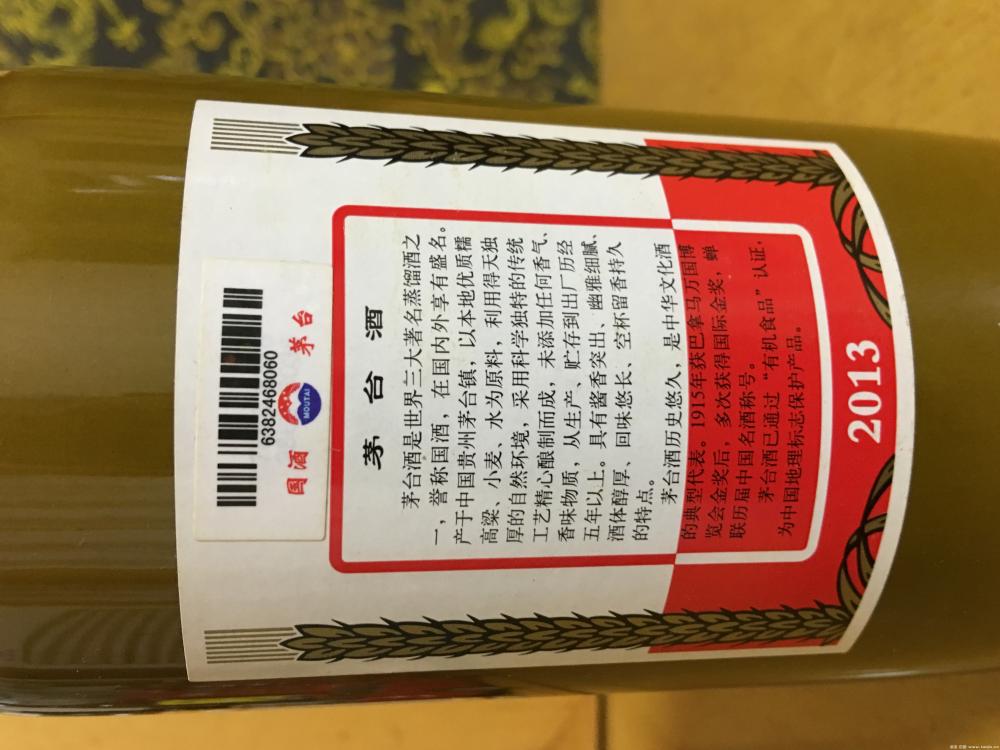 6382468060
国酒 MOUTAI 茅台
茅台酒
茅台酒是世界三大著名蒸馏酒之
一，誉称国酒，在国内外享有盛名。
产于中国贵州茅台镇，以本地优质糯
高粱、小麦、水为原料，利用得天独
厚的自然环境，采用科学独特的传统
工艺精心酿制而成，未添加任何香气、
香味物质，从生产、贮存到出厂历经
五年以上。具有酱香突出、幽雅细腻、
酒体醇厚、回味悠长、空杯留香持久
的特点。
茅台酒历史悠久，是中华文化酒
的典型代表。1915年获巴拿马万国博
览会金奖后，多次获得国际金奖，蝉
联历届中国名酒称号。
茅台酒已通过“有机食品”认证，
为中国地理标志保护产品。
2013